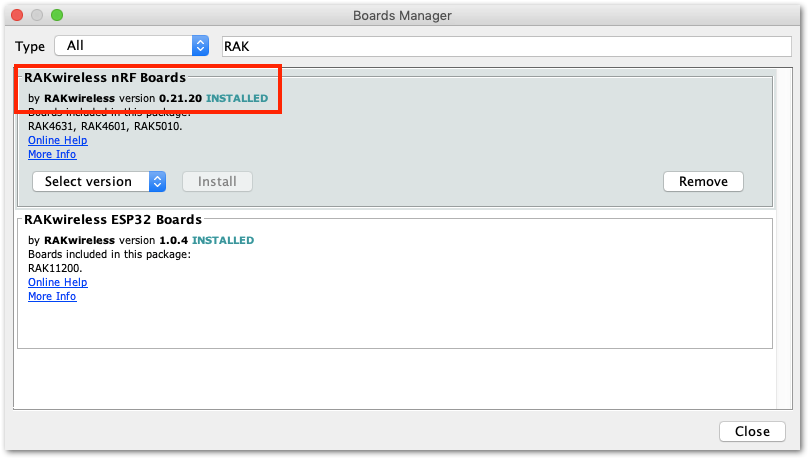 Boards Manager
Type All RAK
RAKwireless nRF Boards
by RAKwireless version 0.21.20 INSTALLED
Boards included in this package:
RAK4631, RAK4601, RAK5010.
Online Help
More Info
Select version Install Remove
RAKwireless ESP32 Boards
by RAKwireless version 1.0.4 INSTALLED
Boards included in this package:
RAK11200.
Online Help
More Info
Close